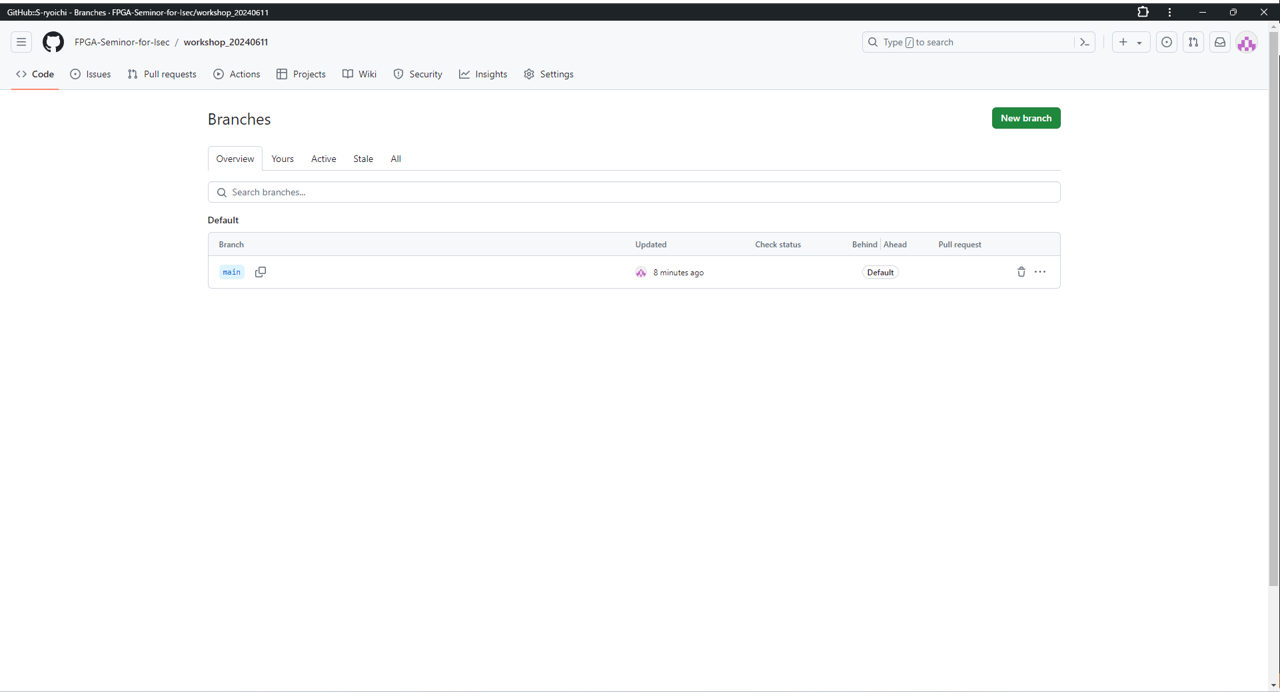 GitHub::S-ryoichi - Branches · FPGA-Seminor-for-lsec/workshop_20240611
FPGA-Seminor-for-lsec / workshop_20240611
Type / to search
Code Issues Pull requests Actions Projects Wiki Security Insights Settings
Branches
New branch
Overview Yours Active Stale All
Search branches...
Default
Branch Updated Check status Behind Ahead Pull request
main 8 minutes ago Default